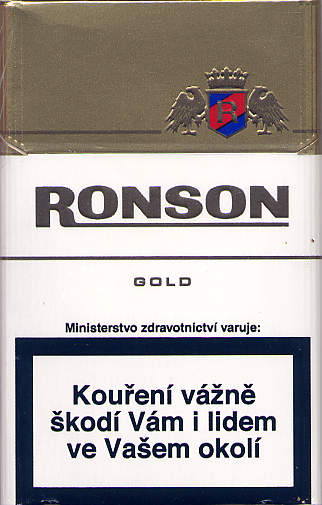 R
RONSON
GOLD
Ministerstvo zdravotnictví varuje:
Kouření vážně
škodí Vám i lidem
ve Vašem okolí